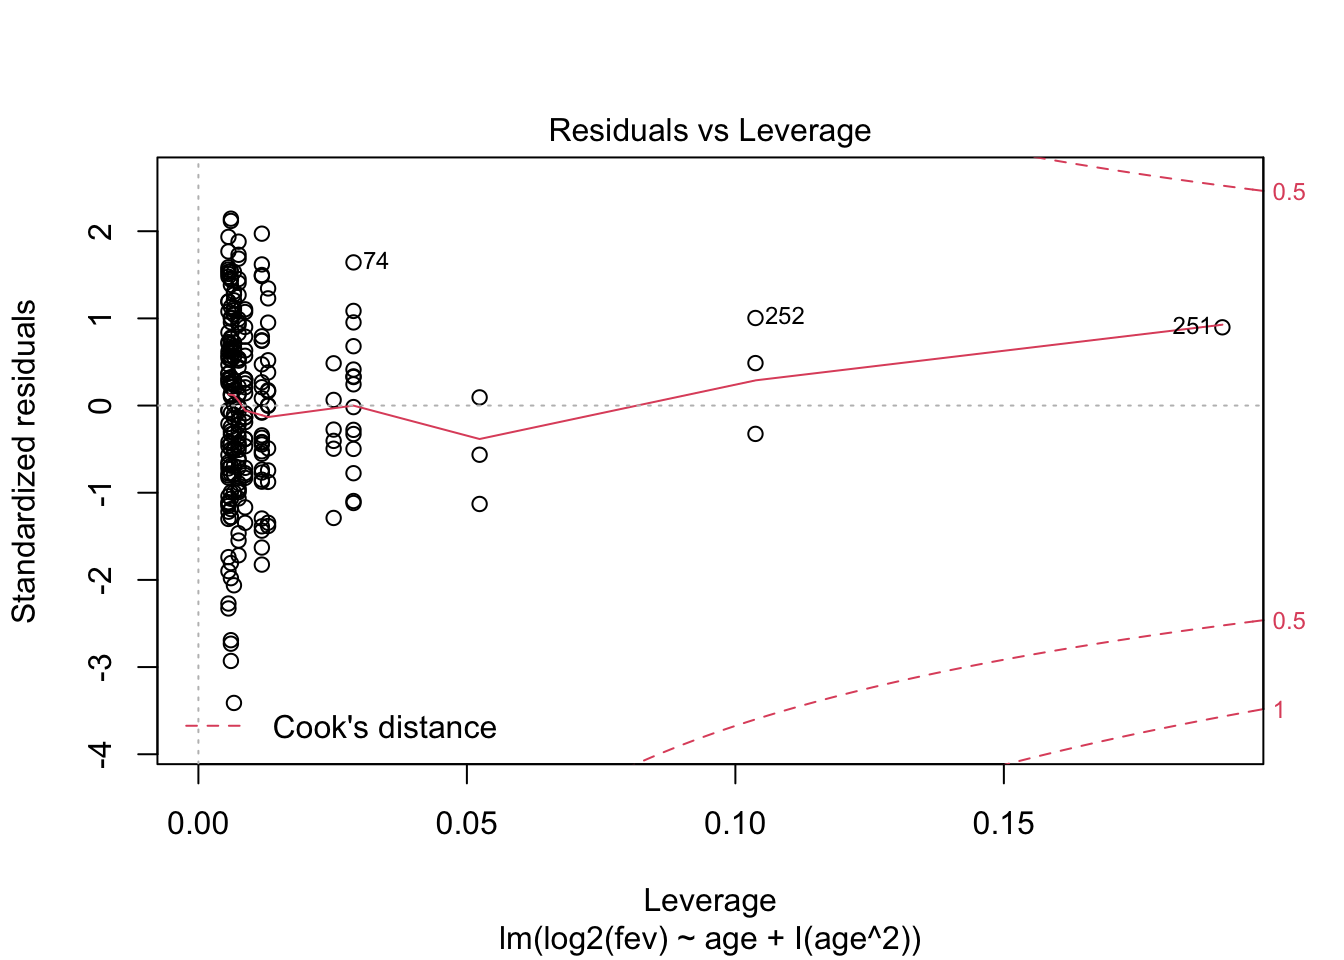 Residuals vs Leverage
Standardized residuals
2
1
0
-1
-2
-3
-4
74
252
251
0.5
0.5
1
Cook's distance
0.00 0.05 0.10 0.15
Leverage
lm(log2(fev) ~ age + I(age^2))